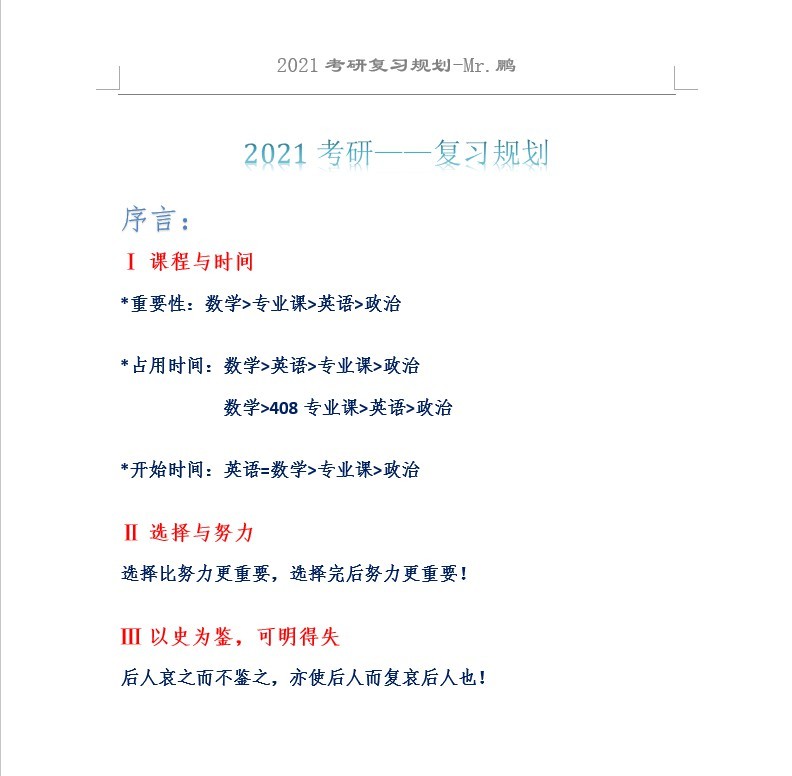 2021 考研复习规划-Mr.鹏
2021 考研——复习规划
序言：
Ⅰ 课程与时间
*重要性：数学>专业课>英语>政治
*占用时间：数学>英语>专业课>政治
数学>408 专业课>英语>政治
*开始时间：英语=数学>专业课>政治
Ⅱ 选择与努力
选择比努力更重要，选择完后努力更重要！
Ⅲ 以史为鉴，可明得失
后人哀之而不鉴之，亦使后人而复哀后人也！